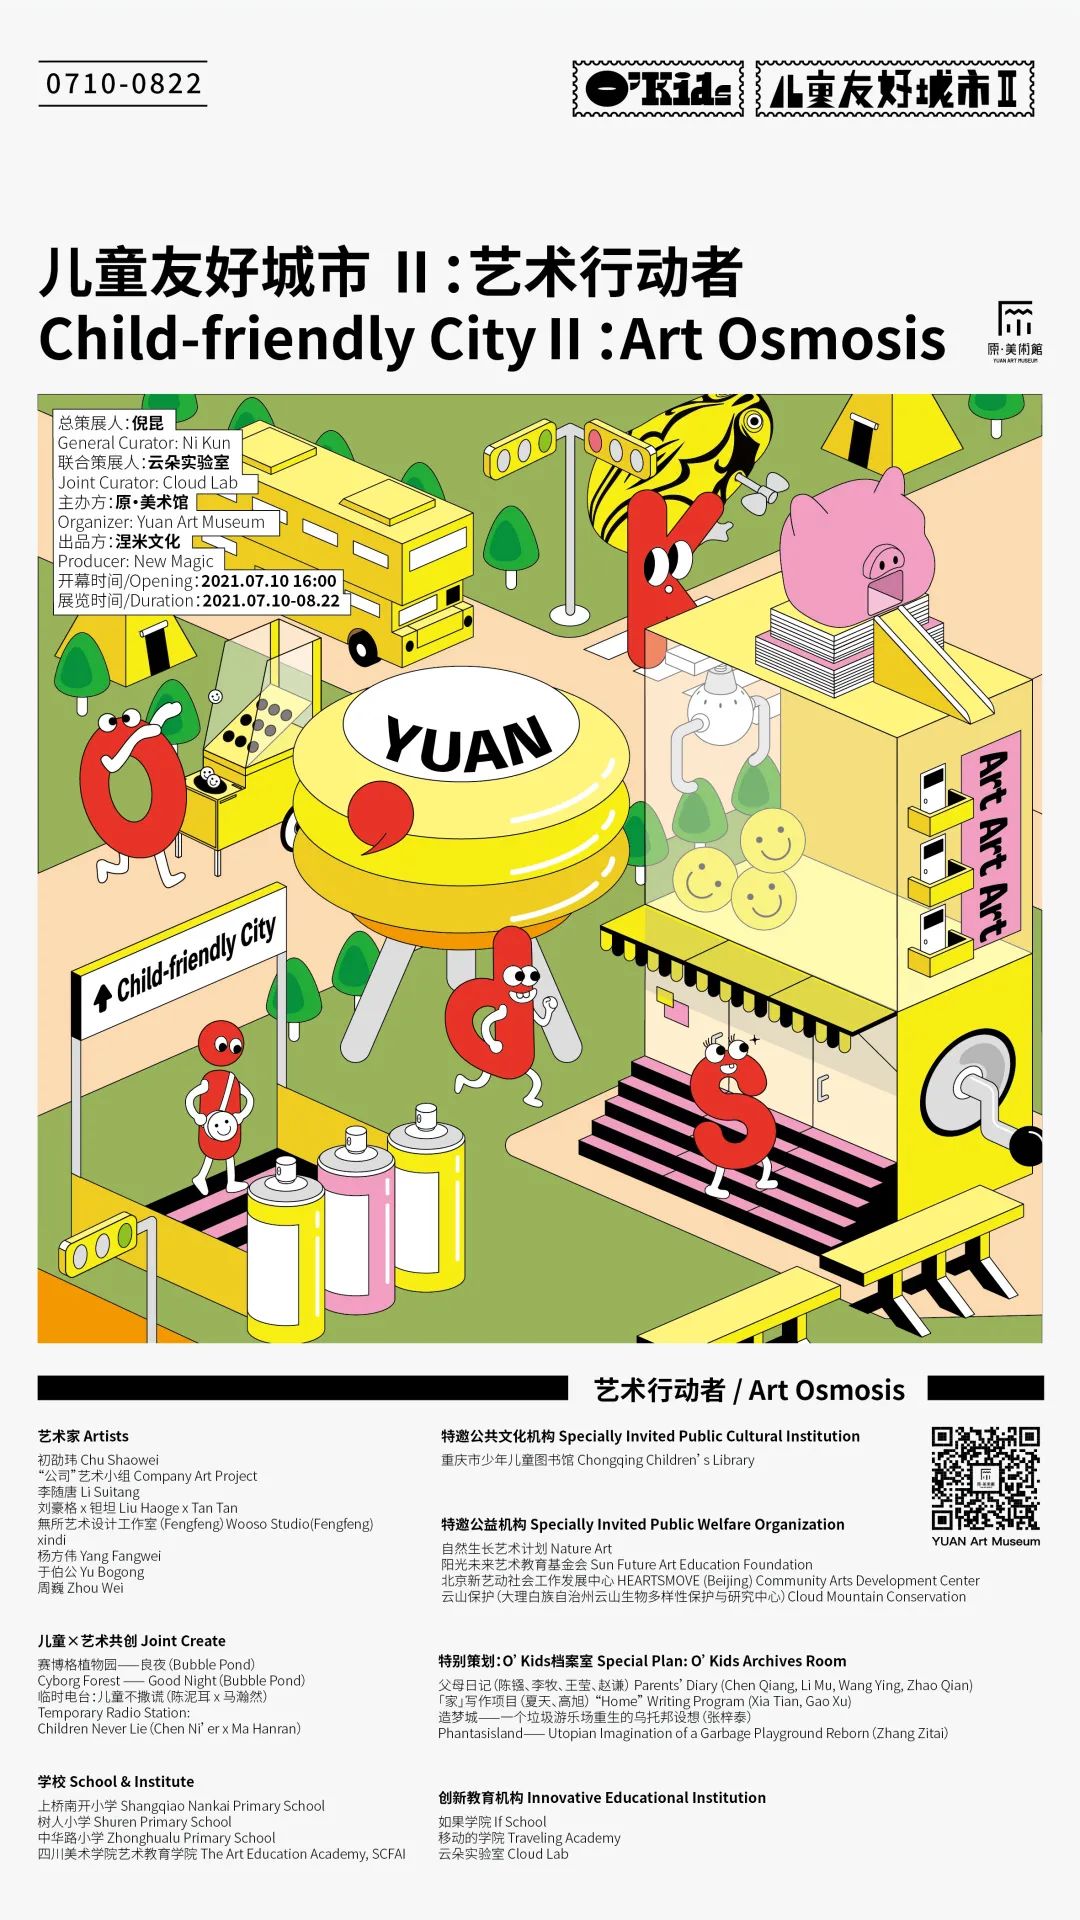 0710-0822
O'Kids
儿童友好城市Ⅱ
儿童友好城市 Ⅱ：艺术行动者
Child-friendly City Ⅱ：Art Osmosis
原·美術館
YUAN ART MUSEUM
总策展人：倪昆
General Curator: Ni Kun
联合策展人：云朵实验室
Joint Curator: Cloud Lab
主办方：原·美术馆
Organizer: Yuan Art Museum
出品方：涅米文化
Producer: New Magic
开幕时间/Opening：2021.07.10 16:00
展览时间/Duration：2021.07.10-08.22
K
O
YUAN
Art Art Art
Child-friendly City
S
艺术行动者 / Art Osmosis
艺术家 Artists
初劭玮 Chu Shaowei
“公司”艺术小组 Company Art Project
李随唐 Li Suitang
刘豪格 x 钽坦 Liu Haoge x Tan Tan
無所艺术设计工作室（Fengfeng）Wooso Studio(Fengfeng)
xindi
杨方伟 Yang Fangwei
于伯公 Yu Bogong
周巍 Zhou Wei
儿童×艺术共创 Joint Create
赛博格植物园——良夜（Bubble Pond）
Cyborg Forest —— Good Night（Bubble Pond）
临时电台：儿童不撒谎（陈泥耳 x 马瀚然）
Temporary Radio Station:
Children Never Lie（Chen Ni’er x Ma Hanran）
学校 School & Institute
上桥南开小学 Shangqiao Nankai Primary School
树人小学 Shuren Primary School
中华路小学 Zhonghualu Primary School
四川美术学院艺术教育学院 The Art Education Academy, SCFAI
特邀公共文化机构 Specially Invited Public Cultural Institution
重庆市少年儿童图书馆 Chongqing Children’s Library
特邀公益机构 Specially Invited Public Welfare Organization
自然生长艺术计划 Nature Art
阳光未来艺术教育基金会 Sun Future Art Education Foundation
北京新艺动社会工作发展中心 HEARTSMOVE (Beijing) Community Arts Development Center
云山保护（大理白族自治州云山生物多样性保护与研究中心）Cloud Mountain Conservation
特别策划：O’Kids档案室 Special Plan: O’Kids Archives Room
父母日记（陈镪、李牧、王莹、赵谦） Parents’ Diary (Chen Qiang, Li Mu, Wang Ying, Zhao Qian)
「家」写作项目（夏天、高旭） “Home” Writing Program (Xia Tian, Gao Xu)
造梦城——一个垃圾游乐场重生的乌托邦设想（张梓泰）
Phantasisland—— Utopian Imagination of a Garbage Playground Reborn（Zhang Zitai）
创新教育机构 Innovative Educational Institution
如果学院 If School
移动的学院 Traveling Academy
云朵实验室 Cloud Lab
YUAN Art Museum